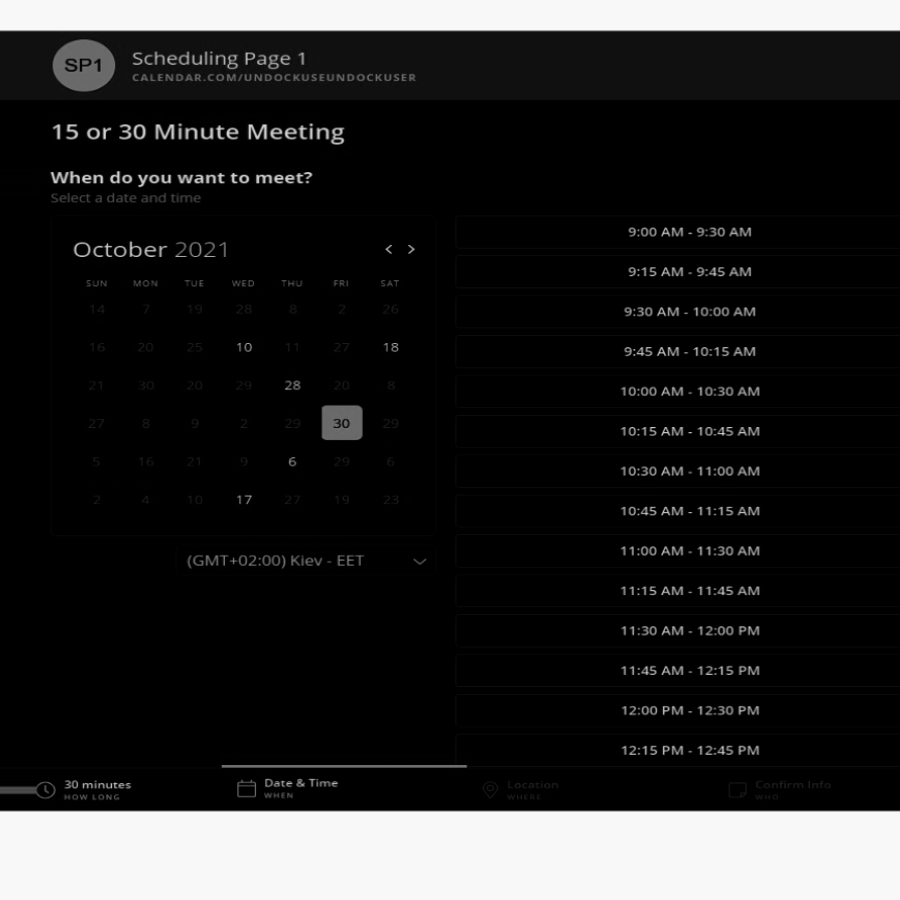 SP1
Scheduling Page 1
CALENDAR.COM/UNDOCKUSEUNDOCKUSER
15 or 30 Minute Meeting
When do you want to meet?
Select a date and time
October 2021 < >
SUN MON TUE WED THU FRI SAT
14 7 19 28 8 2 26
16 20 25 10 11 27 18
21 30 20 29 28 20 8
27 8 9 2 29 30 29
5 16 21 9 6 29 6
2 4 10 17 27 19 23
(GMT+02:00) Kiev - EET
9:00 AM - 9:30 AM
9:15 AM - 9:45 AM
9:30 AM - 10:00 AM
9:45 AM - 10:15 AM
10:00 AM - 10:30 AM
10:15 AM - 10:45 AM
10:30 AM - 11:00 AM
10:45 AM - 11:15 AM
11:00 AM - 11:30 AM
11:15 AM - 11:45 AM
11:30 AM - 12:00 PM
11:45 AM - 12:15 PM
12:00 PM - 12:30 PM
12:15 PM - 12:45 PM
30 minutes
HOW LONG
Date & Time
WHEN
Location
WHERE
Confirm Info
WHO